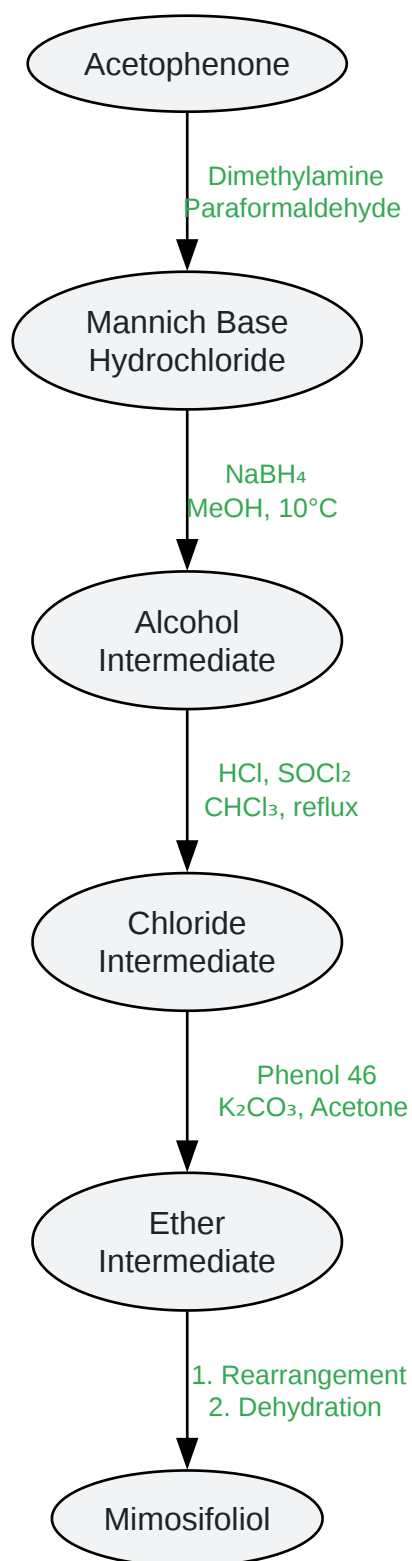 Acetophenone
Dimethylamine
Paraformaldehyde
Mannich Base
Hydrochloride
NaBH₄
MeOH, 10°C
Alcohol
Intermediate
HCl, SOCl₂
CHCl₃, reflux
Chloride
Intermediate
Phenol 46
K₂CO₃, Acetone
Ether
Intermediate
1. Rearrangement
2. Dehydration
Mimosifoliol